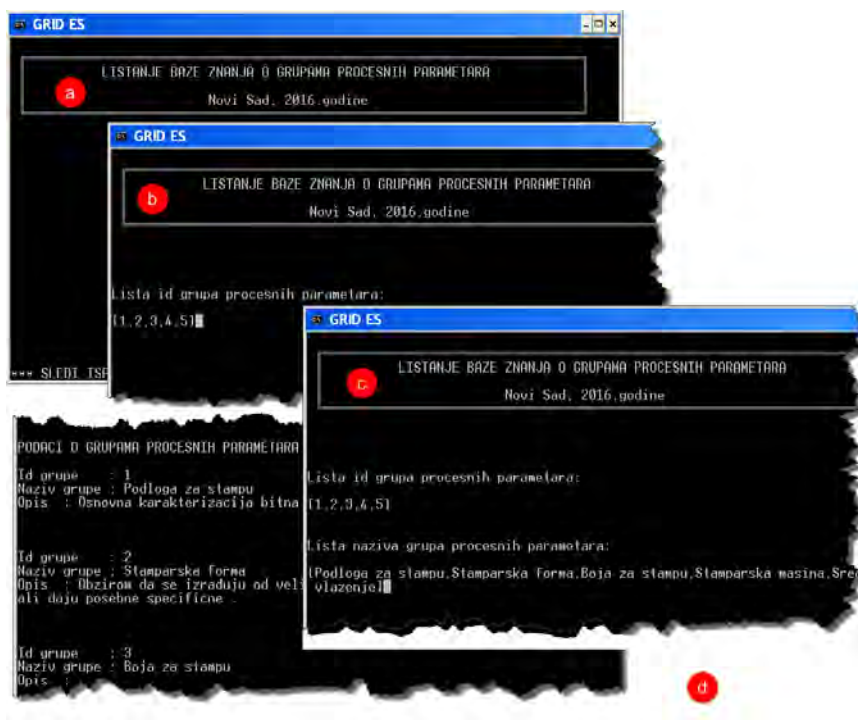 GRID ES
LISTANJE BAZE ZNANJA O GRUPAMA PROCESNIH PARAMETARA
a
Novi Sad, 2016.godine
GRID ES
LISTANJE BAZE ZNANJA O GRUPAMA PROCESNIH PARAMETARA
b
Novi Sad, 2016.godine
Lista id grupa procesnih parametara:
[1,2,3,4,5]
*** SLEDI ISP
GRID ES
LISTANJE BAZE ZNANJA O GRUPAMA PROCESNIH PARAMETARA
c
Novi Sad, 2016.godine
Lista id grupa procesnih parametara:
[1,2,3,4,5]
Lista naziva grupa procesnih parametara:
[Podloga za stampu,Stamparska forma,Boja za stampu,Stamparska masina,Sre
vlazenje]
PODACI O GRUPAMA PROCESNIH PARAMETARA
Id grupe : 1
Naziv grupe : Podloga za stampu
Opis : Osnovna karakterizacija bitna
Id grupe : 2
Naziv grupe : Stamparska forma
Opis : Obzirom da se izradjuju od veli
ali daju posebne specificne .
Id grupe : 3
Naziv grupe : Boja za stampu
Opis :
d